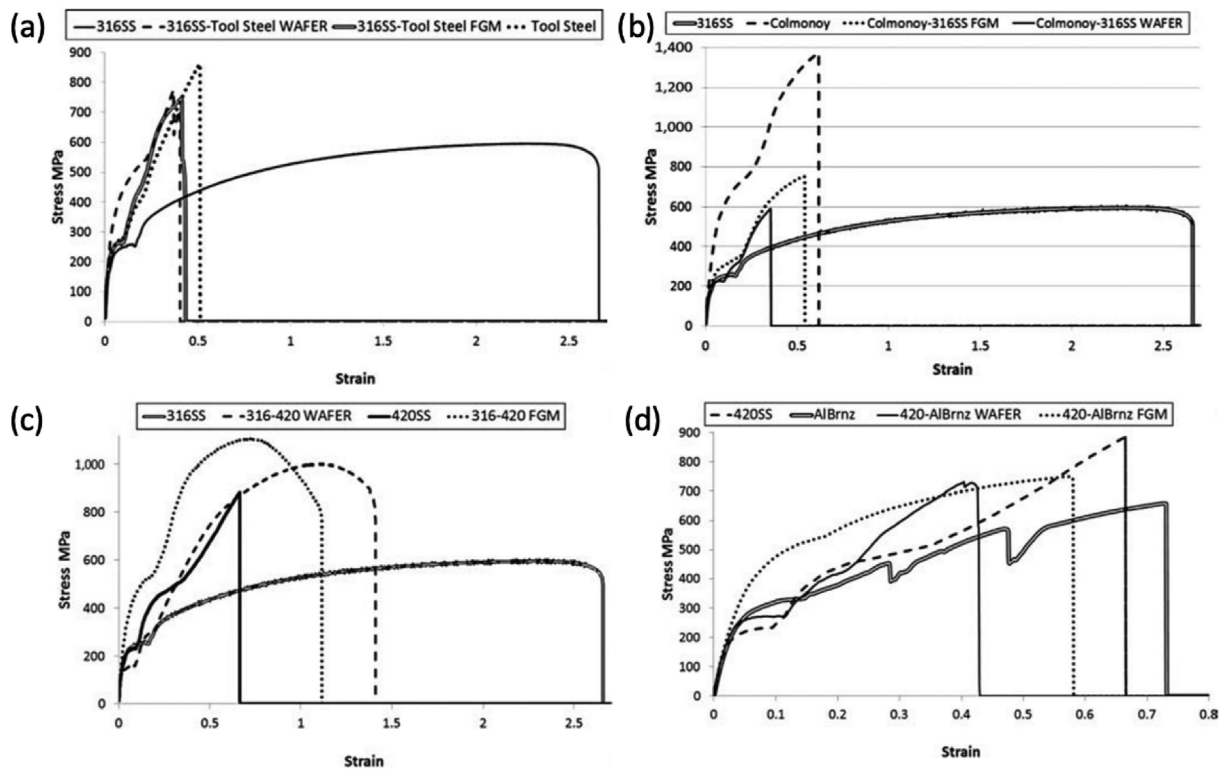 (a)
316SS 316SS-Tool Steel WAFER 316SS-Tool Steel FGM Tool Steel
900
800
700
600
500
400
300
200
100
0
Stress MPa
0 0.5 1 1.5 2 2.5
Strain
(b)
316SS Colmonoy Colmonoy-316SS FGM Colmonoy-316SS WAFER
1,400
1,200
1,000
800
600
400
200
0
Stress MPa
0 0.5 1 1.5 2 2.5
Strain
(c)
316SS 316-420 WAFER 420SS 316-420 FGM
1,000
800
600
400
200
0
Stress MPa
0 0.5 1 1.5 2 2.5
Strain
(d)
420SS AlBrnz 420-AlBrnz WAFER 420-AlBrnz FGM
900
800
700
600
500
400
300
200
100
0
Stress MPa
0 0.1 0.2 0.3 0.4 0.5 0.6 0.7 0.8
Strain